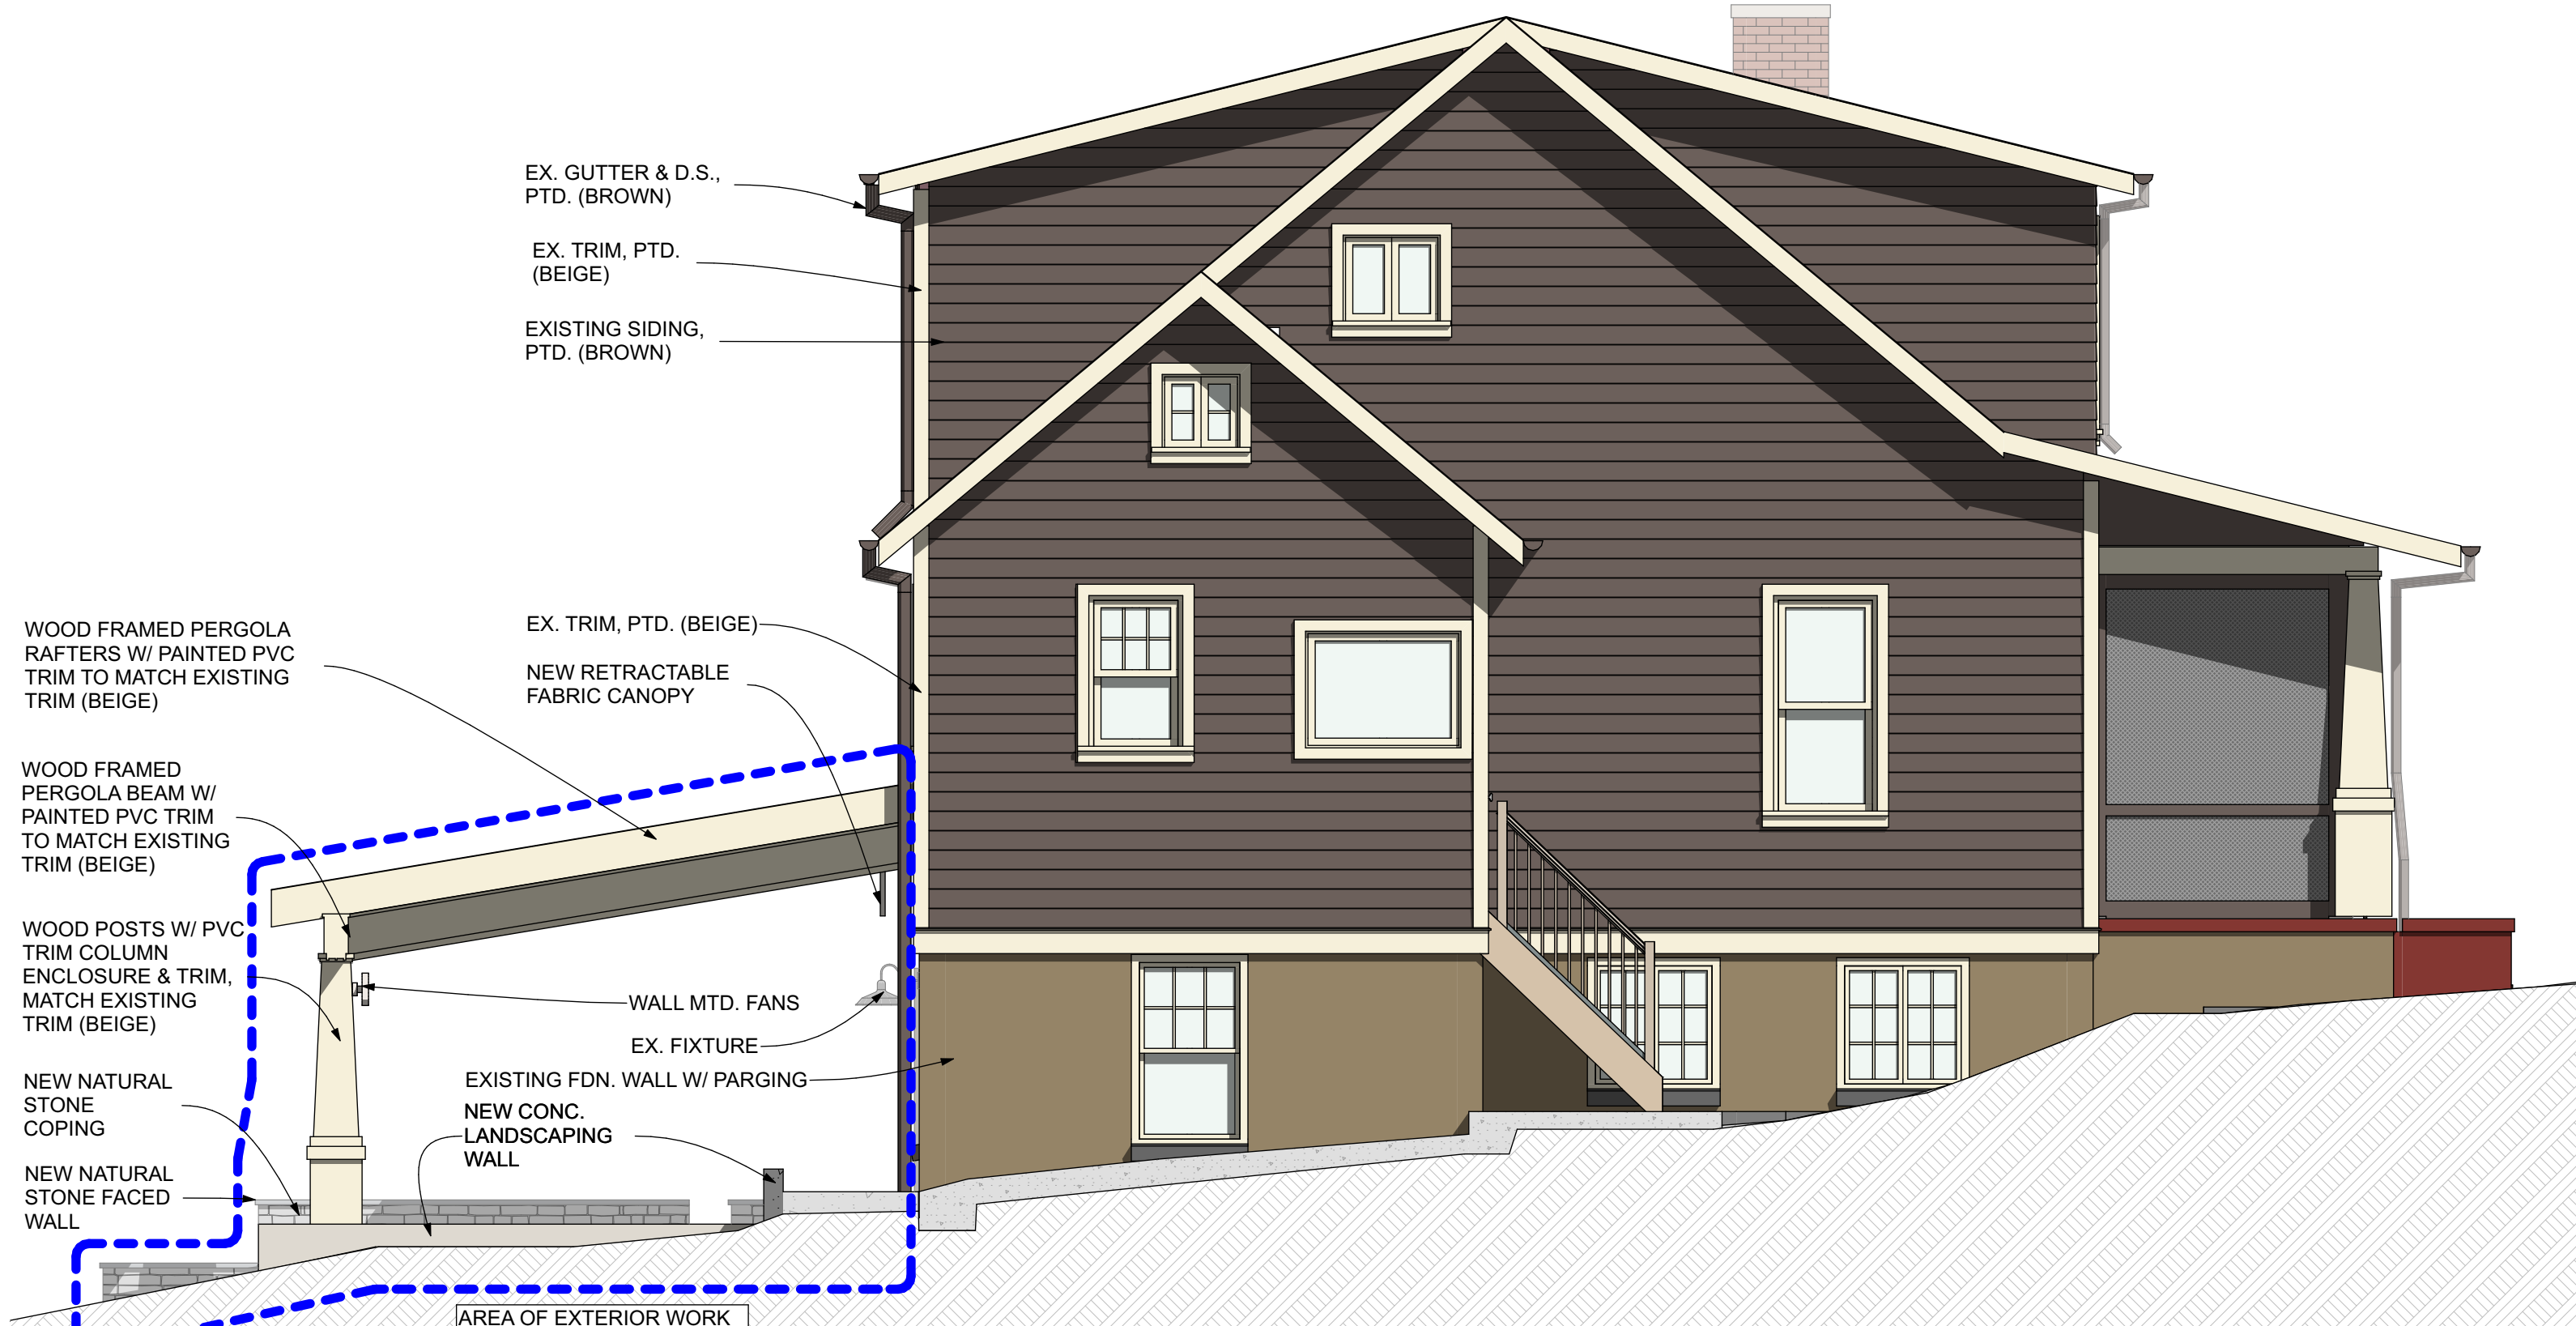 EX. GUTTER & D.S.,
PTD. (BROWN)
EX. TRIM, PTD.
(BEIGE)
EXISTING SIDING,
PTD. (BROWN)
WOOD FRAMED PERGOLA
RAFTERS W/ PAINTED PVC
TRIM TO MATCH EXISTING
TRIM (BEIGE)
EX. TRIM, PTD. (BEIGE)
NEW RETRACTABLE
FABRIC CANOPY
WOOD FRAMED
PERGOLA BEAM W/
PAINTED PVC TRIM
TO MATCH EXISTING
TRIM (BEIGE)
WOOD POSTS W/ PVC
TRIM COLUMN
ENCLOSURE & TRIM,
MATCH EXISTING
TRIM (BEIGE)
WALL MTD. FANS
EX. FIXTURE
EXISTING FDN. WALL W/ PARGING
NEW NATURAL
STONE
COPING
NEW CONC.
LANDSCAPING
WALL
NEW NATURAL
STONE FACED
WALL
AREA OF EXTERIOR WORK